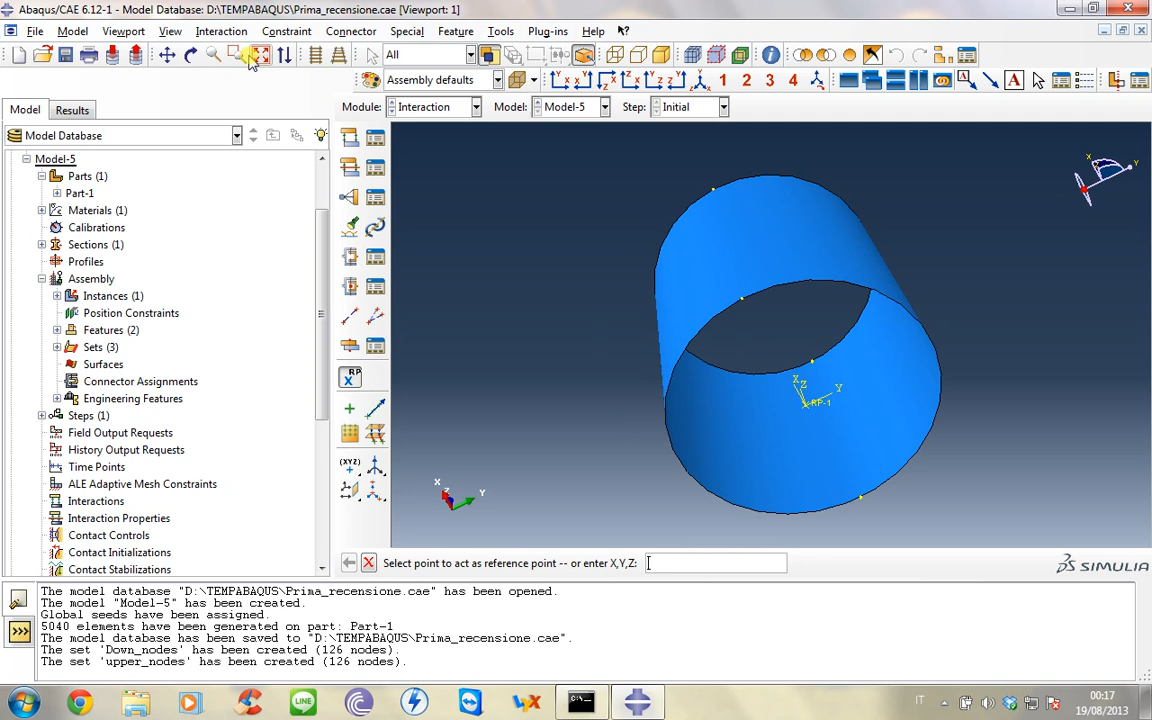 Abaqus/CAE 6.12-1 - Model Database: D:\TEMPABAQUS\Prima_recensione.cae [Viewport: 1]
File Model Viewport View Interaction Constraint Connector Special Feature Tools Plug-ins Help
All
Assembly defaults 1 2 3 4 A
Model Results Module: Interaction Model: Model-5 Step: Initial
Model Database
Model-5
Parts (1)
Part-1
Materials (1)
Calibrations
Sections (1)
Profiles
Assembly
Instances (1)
Position Constraints
Features (2)
Sets (3)
Surfaces
Connector Assignments
Engineering Features
Steps (1)
Field Output Requests
History Output Requests
Time Points
ALE Adaptive Mesh Constraints
Interactions
Interaction Properties
Contact Controls
Contact Initializations
Contact Stabilizations
RP
X
(XYZ)
X Y
X Z Y
RP-1
X Z Y
Select point to act as reference point -- or enter X,Y,Z:
SIMULIA
The model database "D:\TEMPABAQUS\Prima_recensione.cae" has been opened.
The model "Model-5" has been created.
Global seeds have been assigned.
5040 elements have been generated on part: Part-1
The model database has been saved to "D:\TEMPABAQUS\Prima_recensione.cae".
The set 'Down_nodes' has been created (126 nodes).
The set 'upper_nodes' has been created (126 nodes).
>>>
LINE
IT
00:17
19/08/2013